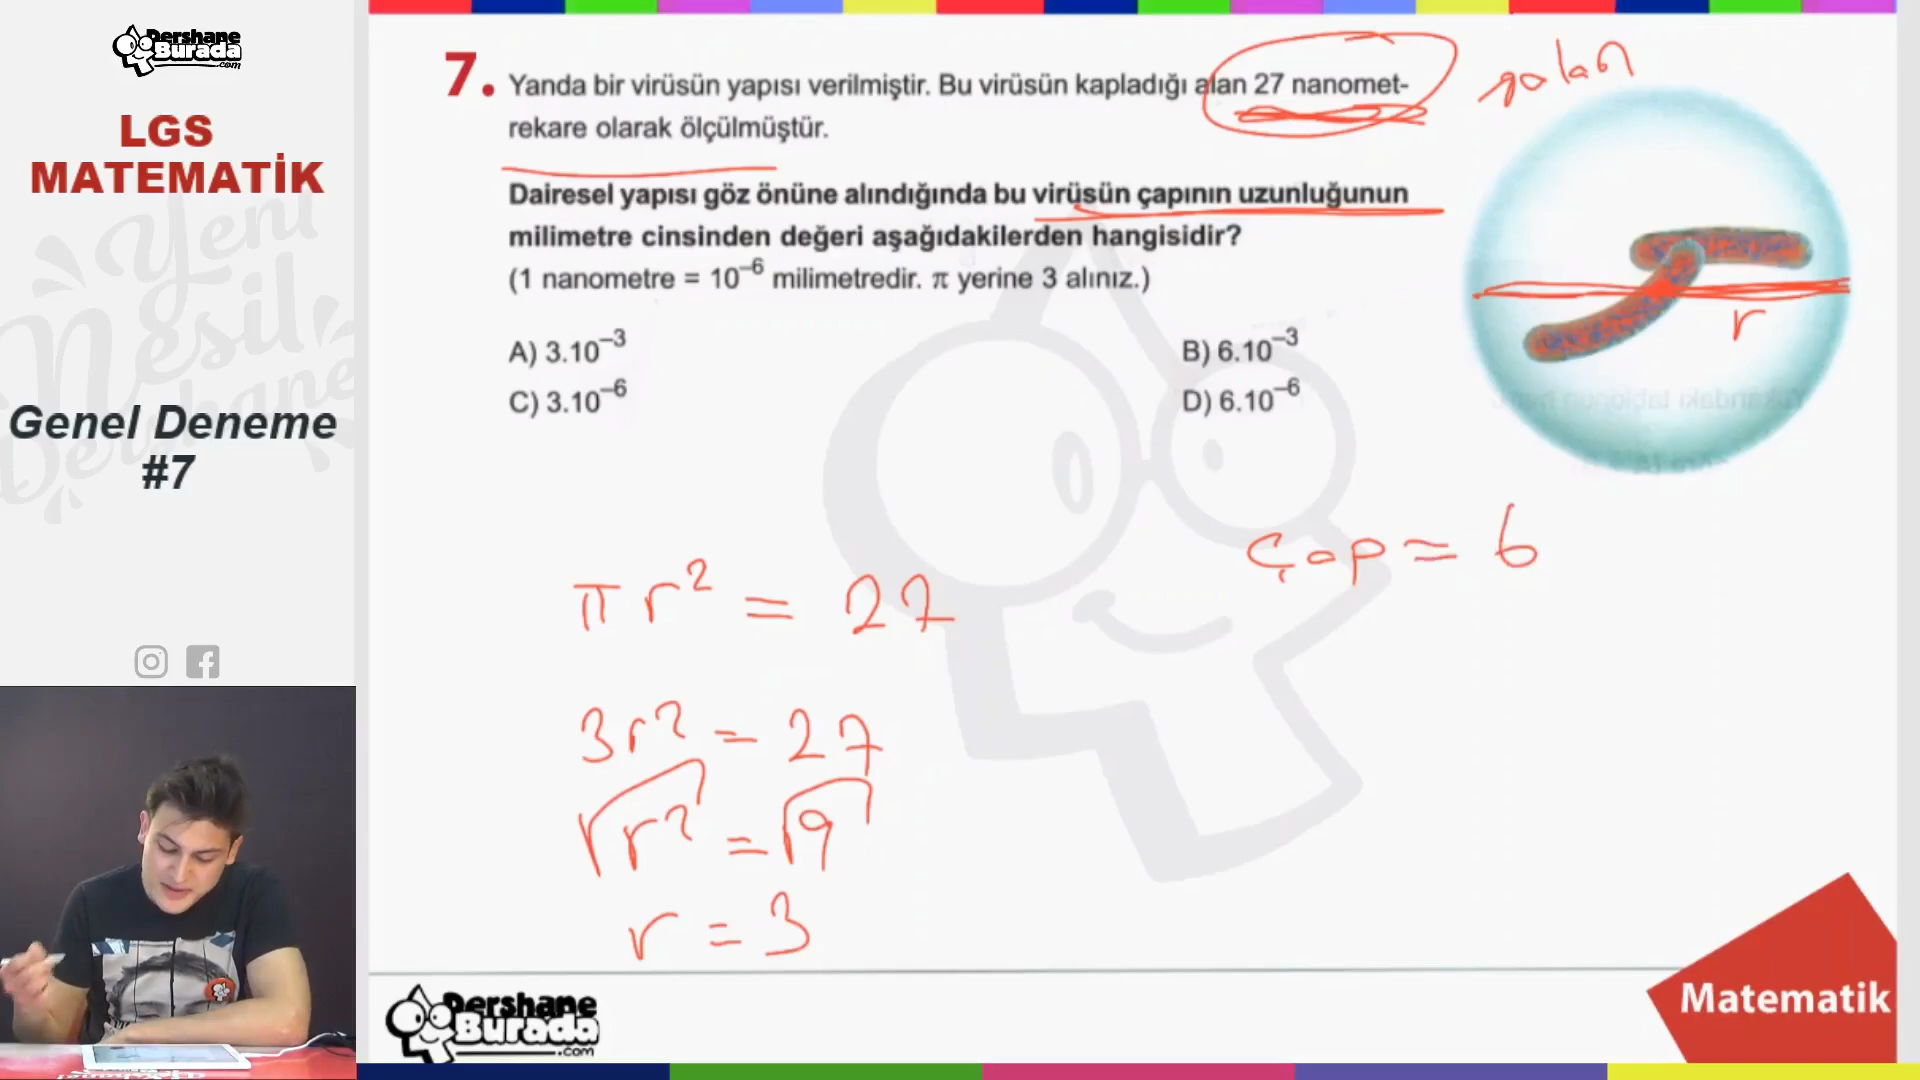 Dershane
Burada
.com
LGS
MATEMATİK
Yeni
Nesil
Dershane
Genel Deneme
#7
7. Yanda bir virüsün yapısı verilmiştir. Bu virüsün kapladığı alan 27 nanomet-
rekare olarak ölçülmüştür.
Dairesel yapısı göz önüne alındığında bu virüsün çapının uzunluğunun
milimetre cinsinden değeri aşağıdakilerden hangisidir?
(1 nanometre = 10⁻⁶ milimetredir. π yerine 3 alınız.)
A) 3.10⁻³
B) 6.10⁻³
C) 3.10⁻⁶
D) 6.10⁻⁶
r
çap = 6
πr² = 27
3r² = 27
√r² = √9
r = 3
Dershane
Burada
.com
Matematik